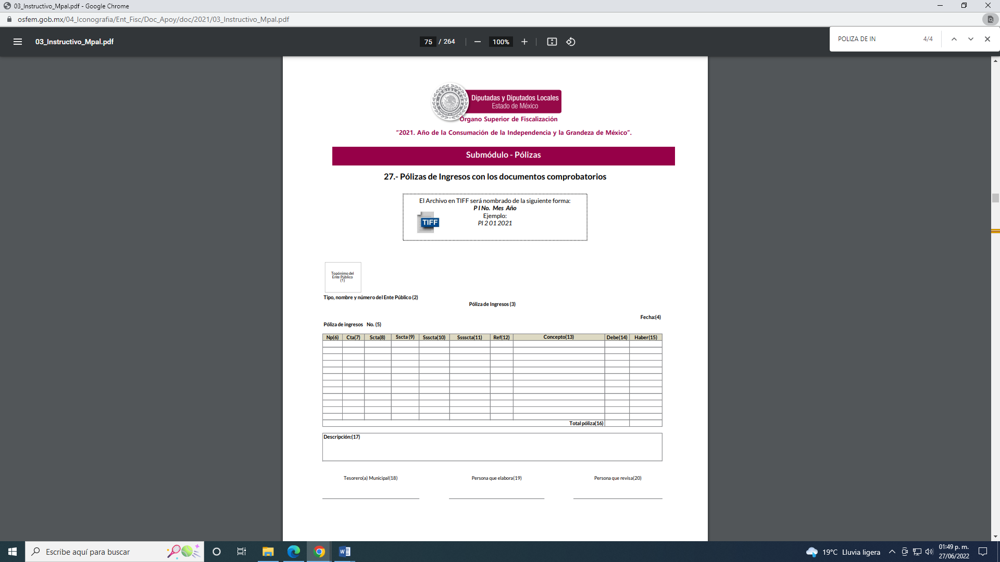 03_Instructivo_Mpal.pdf - Google Chrome
osfem.gob.mx/04_Iconografia/Ent_Fisc/Doc_Apoy/doc/2021/03_Instructivo_Mpal.pdf
03_Instructivo_Mpal.pdf
75 / 264
100%
POLIZA DE IN
4/4
LEGISLATURA
ESTADO DE MÉXICO
Diputadas y Diputados Locales
Estado de México
Órgano Superior de Fiscalización
“2021. Año de la Consumación de la Independencia y la Grandeza de México”.
Submódulo - Pólizas
27.- Pólizas de Ingresos con los documentos comprobatorios
El Archivo en TIFF será nombrado de la siguiente forma:
P I No. Mes Año
Ejemplo:
PI 2 01 2021
TIFF
Topónimo del
Ente Público
(1)
Tipo, nombre y número del Ente Público (2)
Póliza de Ingresos (3)
Fecha:(4)
Póliza de ingresos No. (5)
Np(6) Cta(7) Scta(8) Sscta (9) Ssscta(10) Sssscta(11) Ref(12) Concepto(13) Debe(14) Haber(15)
Total póliza(16)
Descripción:(17)
Tesorero(a) Municipal(18) Persona que elabora(19) Persona que revisa(20)
Escribe aquí para buscar
19°C Lluvia ligera
01:49 p. m.
27/06/2022